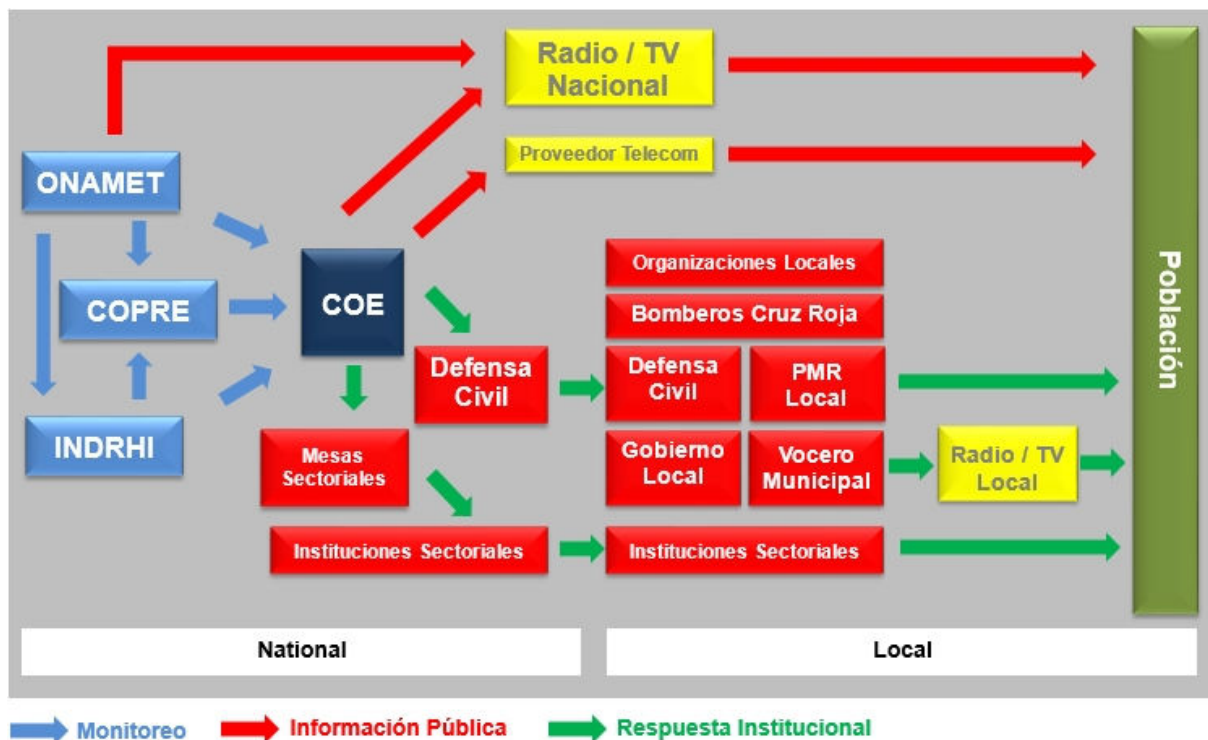 Radio / TV
Nacional
Proveedor Telecom
ONAMET
COPRE
INDRHI
COE
Defensa
Civil
Mesas
Sectoriales
Instituciones Sectoriales
Organizaciones Locales
Bomberos Cruz Roja
Defensa
Civil
PMR
Local
Gobierno
Local
Vocero
Municipal
Radio / TV
Local
Instituciones Sectoriales
Población
National
Local
Monitoreo
Información Pública
Respuesta Institucional